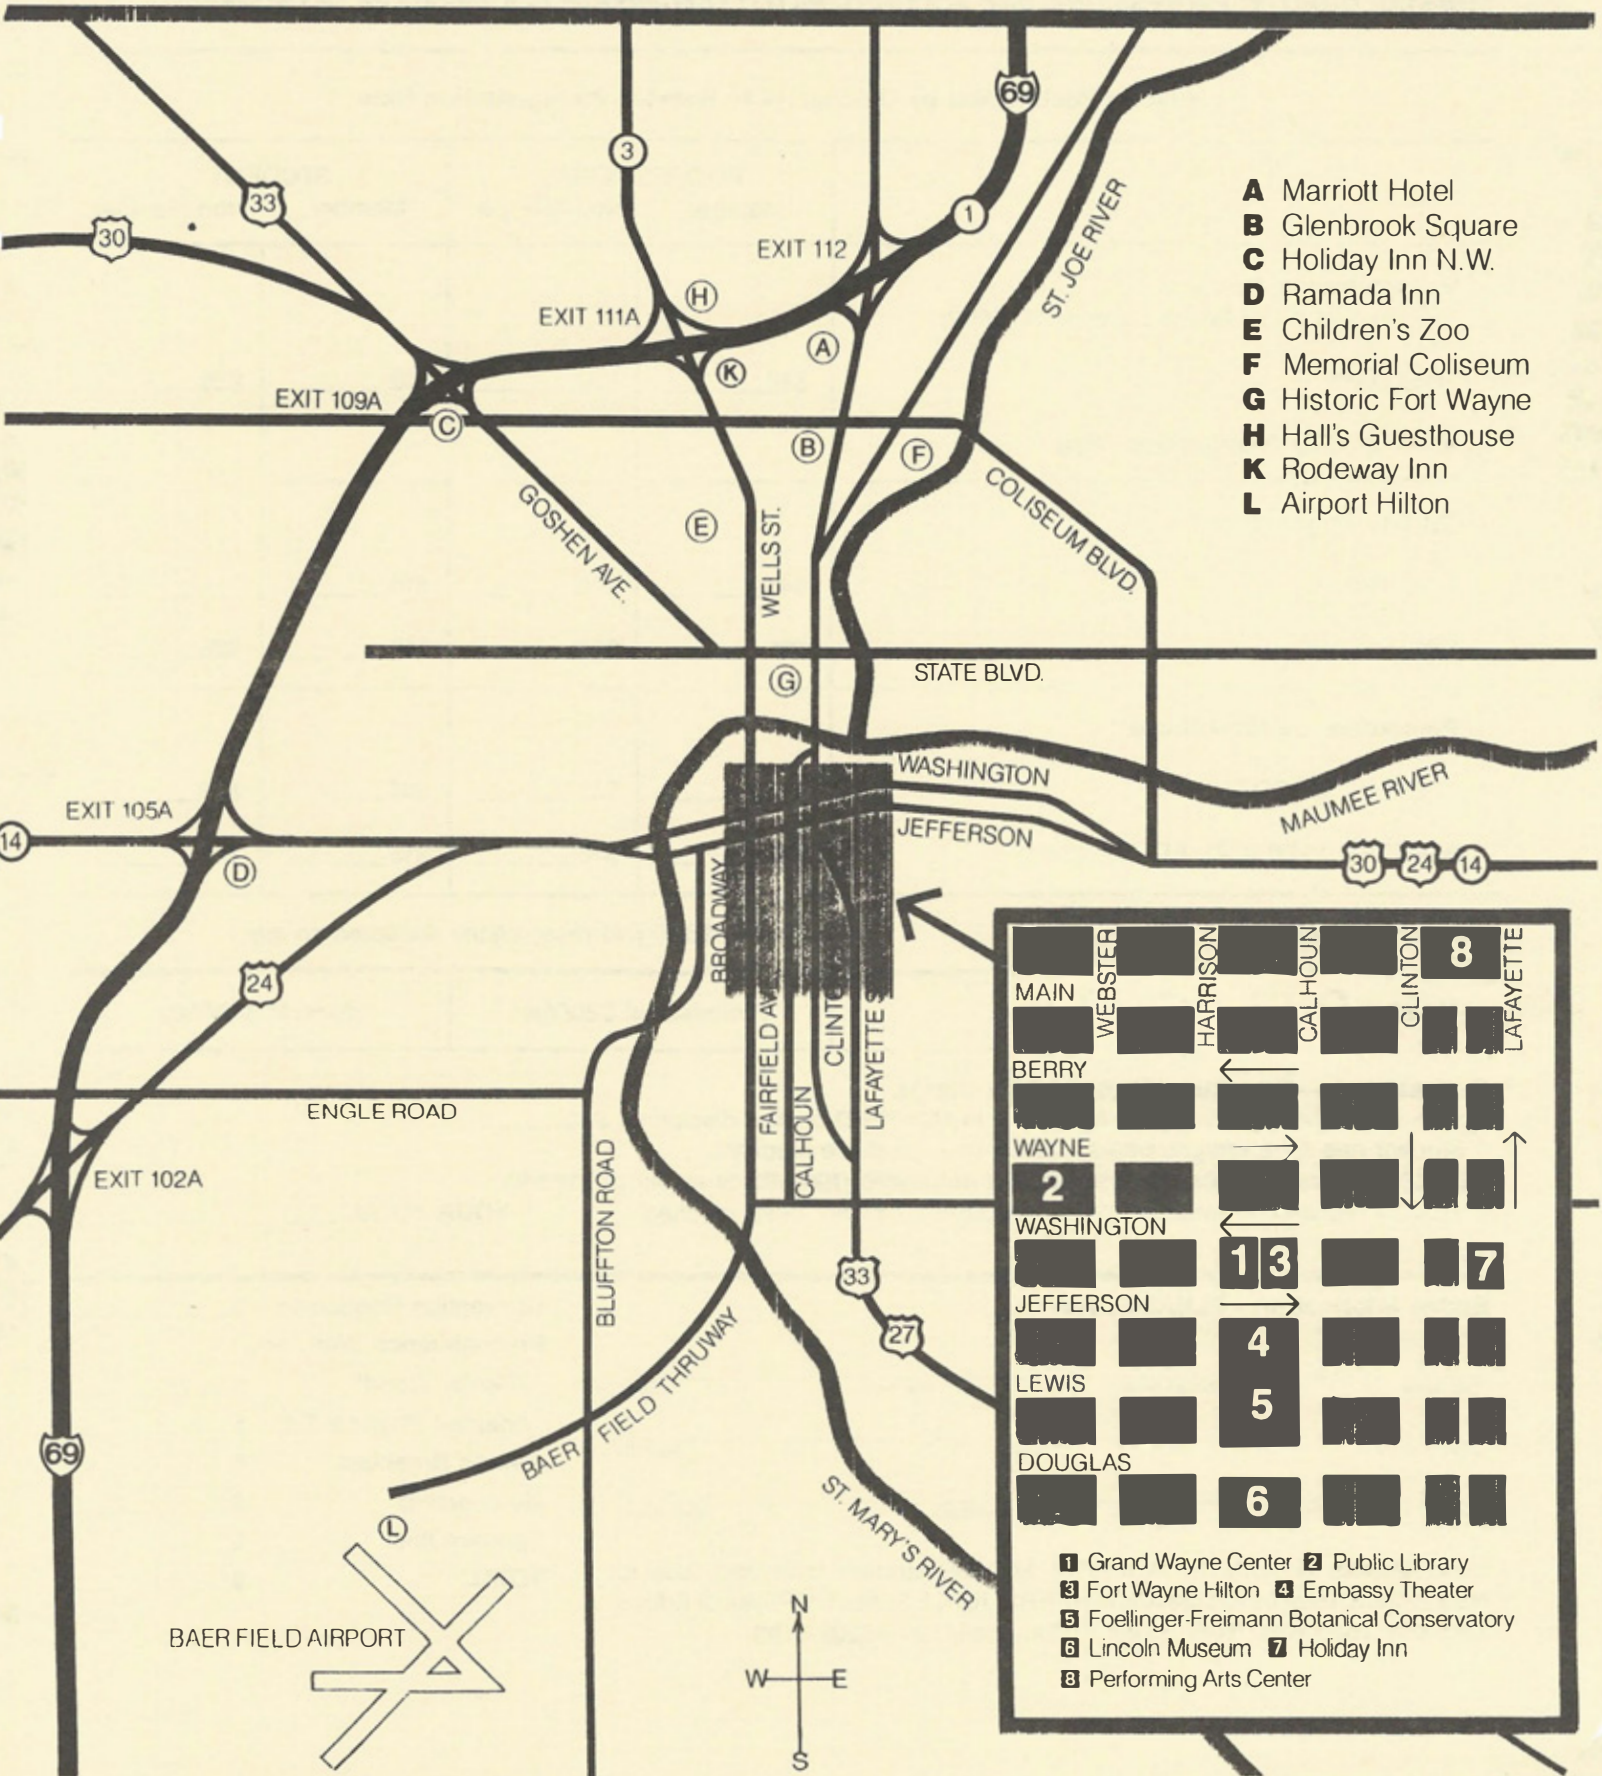 69
3
33
1
30
EXIT 112
ST. JOE RIVER
H
EXIT 111A
A
K
EXIT 109A
C
B
F
A Marriott Hotel
B Glenbrook Square
C Holiday Inn N.W.
D Ramada Inn
E Children's Zoo
F Memorial Coliseum
G Historic Fort Wayne
H Hall's Guesthouse
K Rodeway Inn
L Airport Hilton
GOSHEN AVE.
E
WELLS ST.
COLISEUM BLVD.
STATE BLVD.
G
WASHINGTON
MAUMEE RIVER
EXIT 105A
JEFFERSON
14
D
30 24 14
BROADWAY
24
FAIRFIELD AV
CLINTO
CALHOUN
LAFAYETTE S
ENGLE ROAD
EXIT 102A
BLUFFTON ROAD
33
27
BAER FIELD THRUWAY
69
L
ST. MARY'S RIVER
BAER FIELD AIRPORT
N
W E
S
WEBSTER
HARRISON
CALHOUN
CLINTON
LAFAYETTE
8
MAIN
BERRY
WAYNE
2
WASHINGTON
1 3 7
JEFFERSON
4
LEWIS
5
DOUGLAS
6
1 Grand Wayne Center 2 Public Library
3 Fort Wayne Hilton 4 Embassy Theater
5 Foellinger-Freimann Botanical Conservatory
6 Lincoln Museum 7 Holiday Inn
8 Performing Arts Center